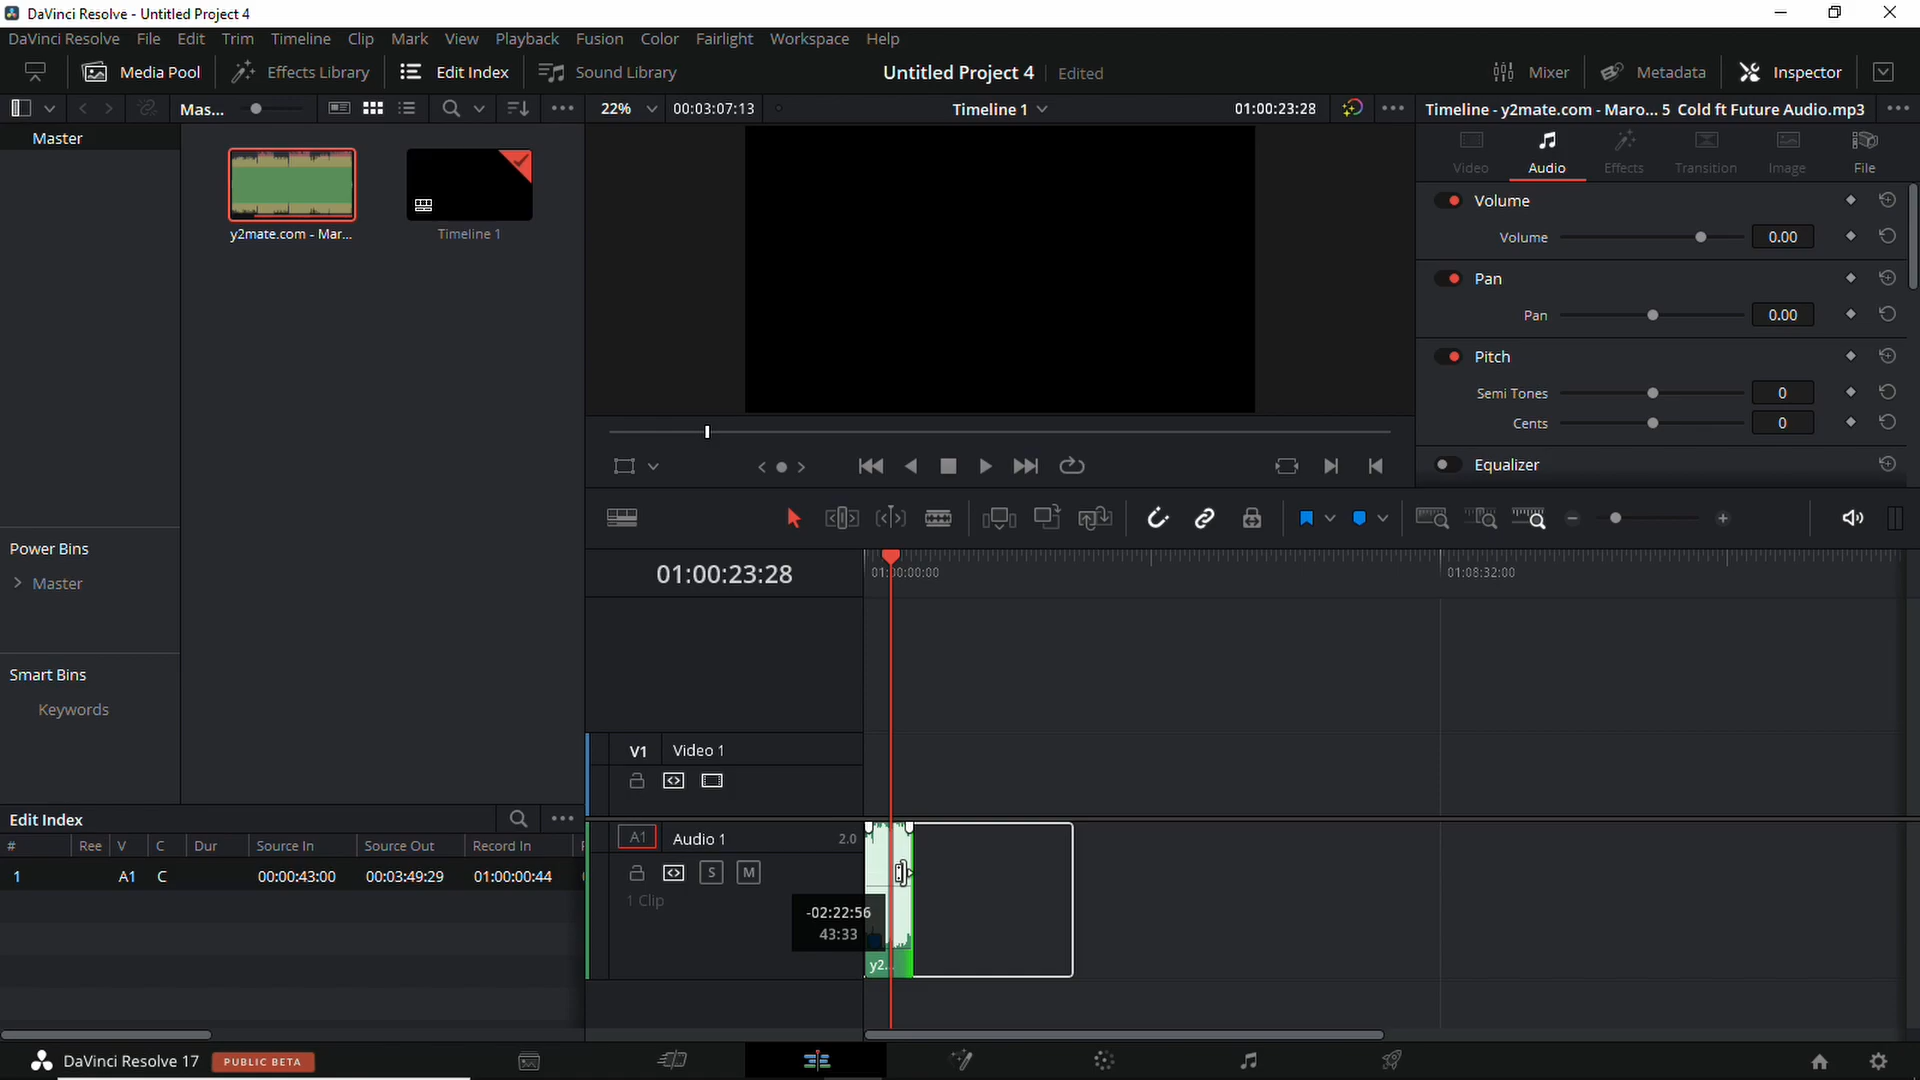 DaVinci Resolve - Untitled Project 4
DaVinci Resolve File Edit Trim Timeline Clip Mark View Playback Fusion Color Fairlight Workspace Help
Media Pool Effects Library Edit Index Sound Library Untitled Project 4 Edited Mixer Metadata Inspector
Mas... 22% 00:03:07:13 Timeline 1 01:00:23:28 Timeline - y2mate.com - Maro... 5 Cold ft Future Audio.mp3
Master
Video Audio Effects Transition Image File
y2mate.com - Mar... Timeline 1
Volume
Volume 0.00
Pan
Pan 0.00
Pitch
Semi Tones 0
Cents 0
Equalizer
Power Bins
Master
Smart Bins
Keywords
01:00:23:28
01:00:00:00
01:08:32:00
V1 Video 1
A1 Audio 1 2.0
S M
1 Clip
-02:22:56
43:33
y2...
Edit Index
# Ree V C Dur Source In Source Out Record In
1 A1 C 00:00:43:00 00:03:49:29 01:00:00:44
DaVinci Resolve 17 PUBLIC BETA